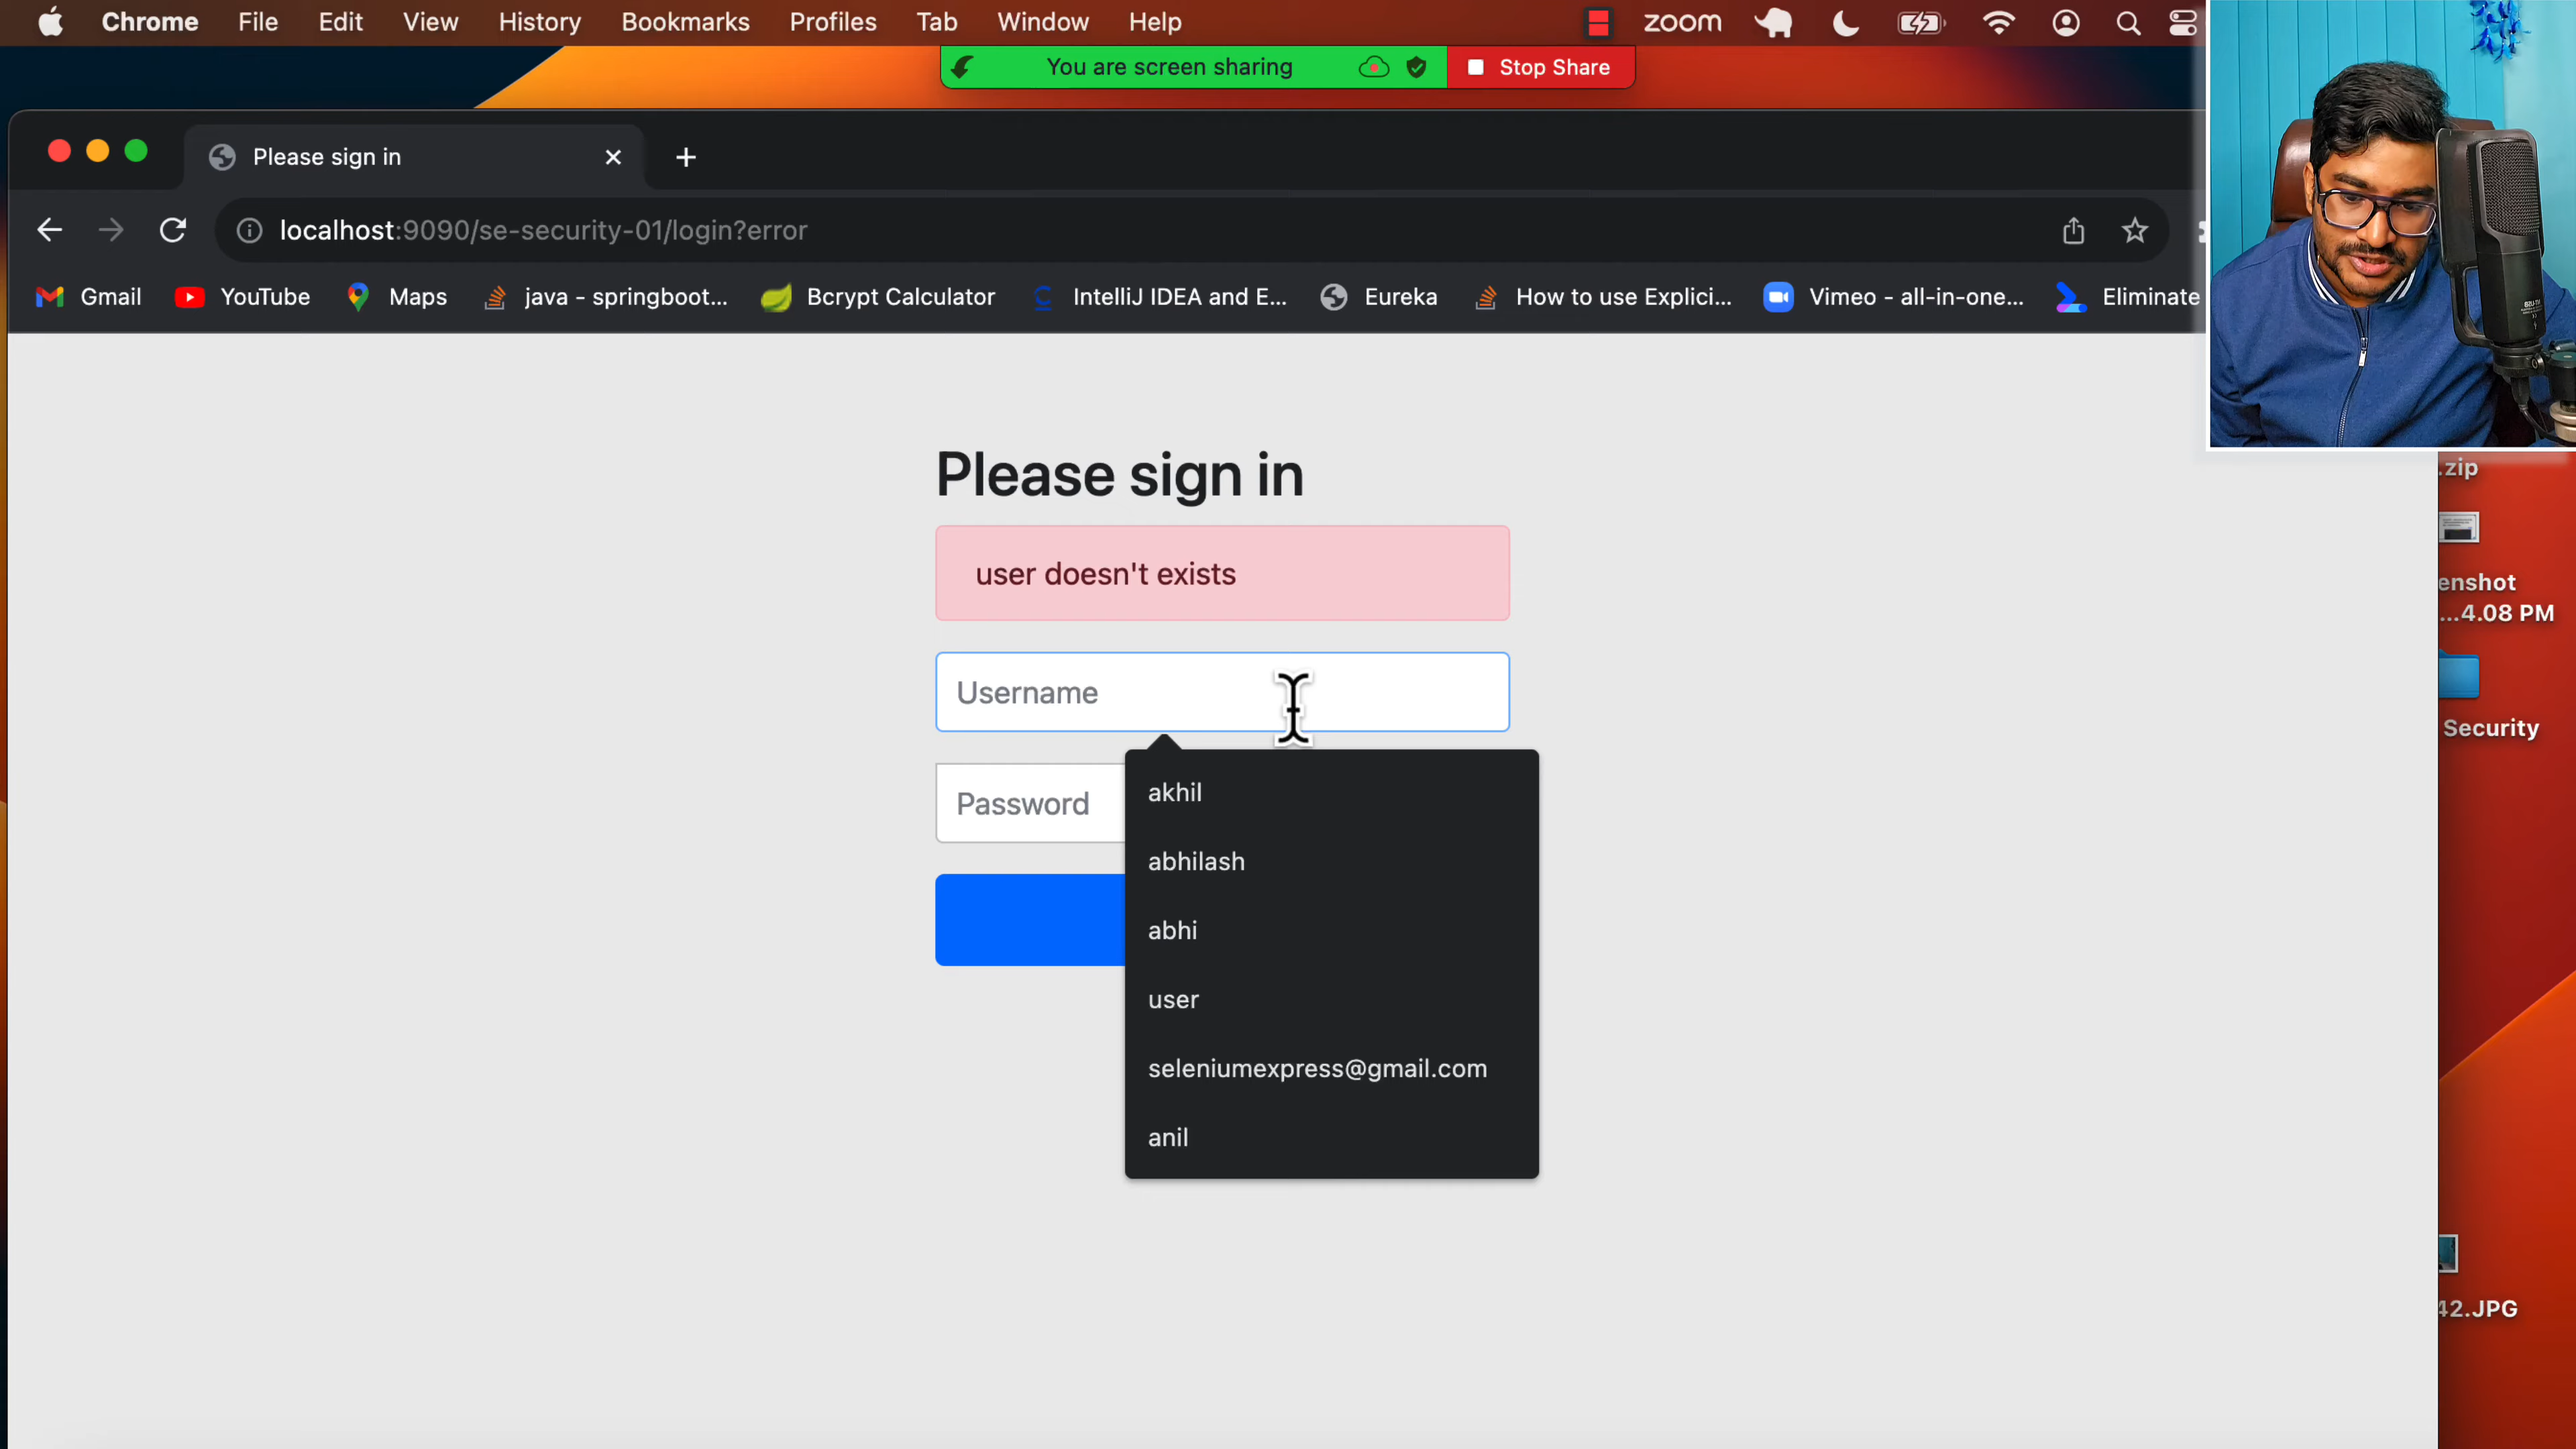 Chrome File Edit View History Bookmarks Profiles Tab Window Help zoom
You are screen sharing Stop Share
Please sign in
localhost:9090/se-security-01/login?error
Gmail YouTube Maps java - springboot... Bcrypt Calculator IntelliJ IDEA and E... Eureka How to use Explici... Vimeo - all-in-one... Eliminate
.zip
enshot
...4.08 PM
Security
42.JPG
Please sign in
user doesn't exists
Username
Password
akhil
abhilash
abhi
user
seleniumexpress@gmail.com
anil